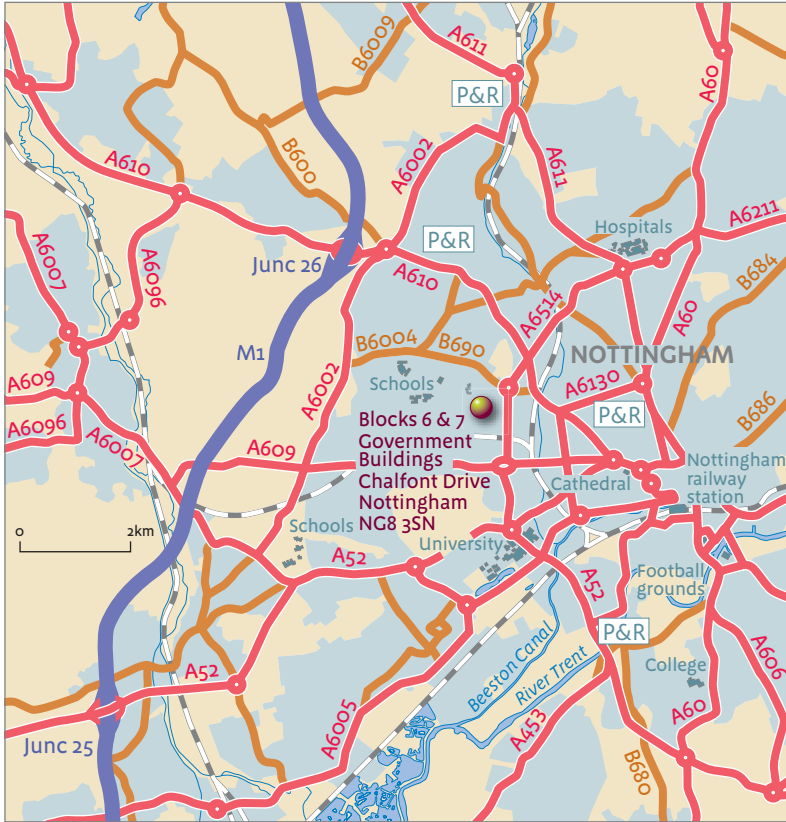 B6009
A611
A60
P&R
B600
A6002
A610
A611
Hospitals
A6211
P&R
A6007
A6096
Junc 26
A610
B684
A6514
A60
M1
B6004
B690
NOTTINGHAM
A6002
Schools
A6130
A609
P&R
B686
A6096
A6007
A609
Blocks 6 & 7
Government
Buildings
Chalfont Drive
Nottingham
NG8 3SN
Cathedral
Nottingham
railway
station
0
2km
Schools
University
A52
A52
Football
grounds
P&R
Beeston Canal
River Trent
College
A606
A52
A6005
A453
A60
Junc 25
B680